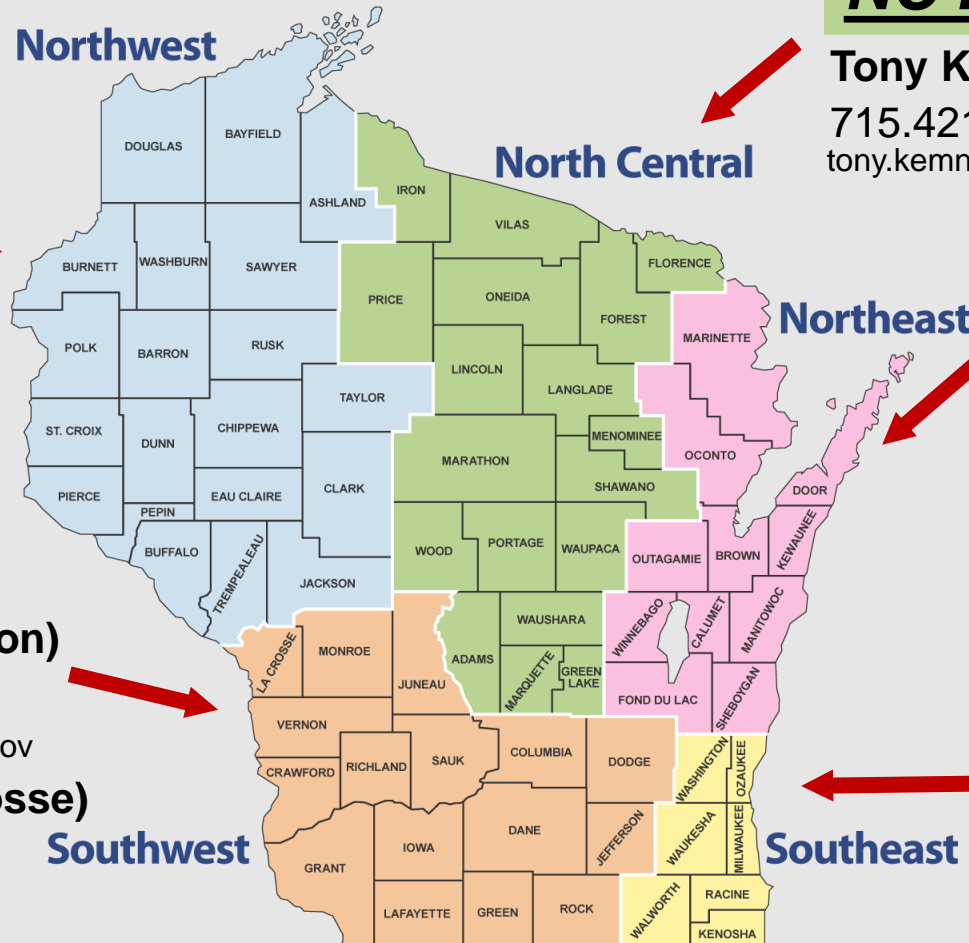 Northwest
Tony K
715.421
tony.kemn
North Central
DOUGLAS
BAYFIELD
ASHLAND
IRON
VILAS
BURNETT
WASHBURN
SAWYER
FLORENCE
PRICE
ONEIDA
FOREST
Northeast
MARINETTE
POLK
BARRON
RUSK
LINCOLN
LANGLADE
TAYLOR
ST. CROIX
DUNN
CHIPPEWA
MENOMINEE
MARATHON
OCONTO
PIERCE
EAU CLAIRE
CLARK
SHAWANO
DOOR
PEPIN
BUFFALO
TREMPEALEAU
WOOD
PORTAGE
WAUPACA
OUTAGAMIE
BROWN
KEWAUNEE
JACKSON
WAUSHARA
WINNEBAGO
CALUMET
MANITOWOC
on)
LA CROSSE
MONROE
JUNEAU
ADAMS
MARQUETTE
GREEN
LAKE
FOND DU LAC
SHEBOYGAN
VERNON
ov
CRAWFORD
RICHLAND
SAUK
COLUMBIA
DODGE
WASHINGTON
OZAUKEE
osse)
Southwest
GRANT
IOWA
DANE
JEFFERSON
WAUKESHA
MILWAUKEE
Southeast
LAFAYETTE
GREEN
ROCK
WALWORTH
RACINE
KENOSHA